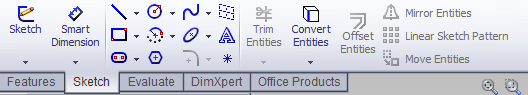 Sketch
Smart
Dimension
Trim
Entities
Convert
Entities
Offset
Entities
Mirror Entities
Linear Sketch Pattern
Move Entities
Features
Sketch
Evaluate
DimXpert
Office Products